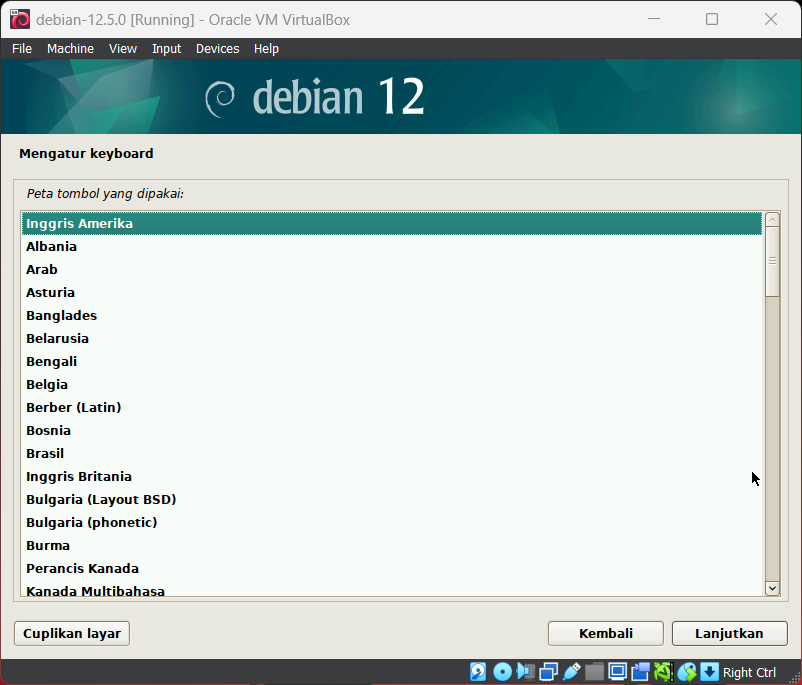 debian-12.5.0 [Running] - Oracle VM VirtualBox
File Machine View Input Devices Help
debian 12
Mengatur keyboard
Peta tombol yang dipakai:
Inggris Amerika
Albania
Arab
Asturia
Banglades
Belarusia
Bengali
Belgia
Berber (Latin)
Bosnia
Brasil
Inggris Britania
Bulgaria (Layout BSD)
Bulgaria (phonetic)
Burma
Perancis Kanada
Kanada Multibahasa
Cuplikan layar Kembali Lanjutkan
Right Ctrl